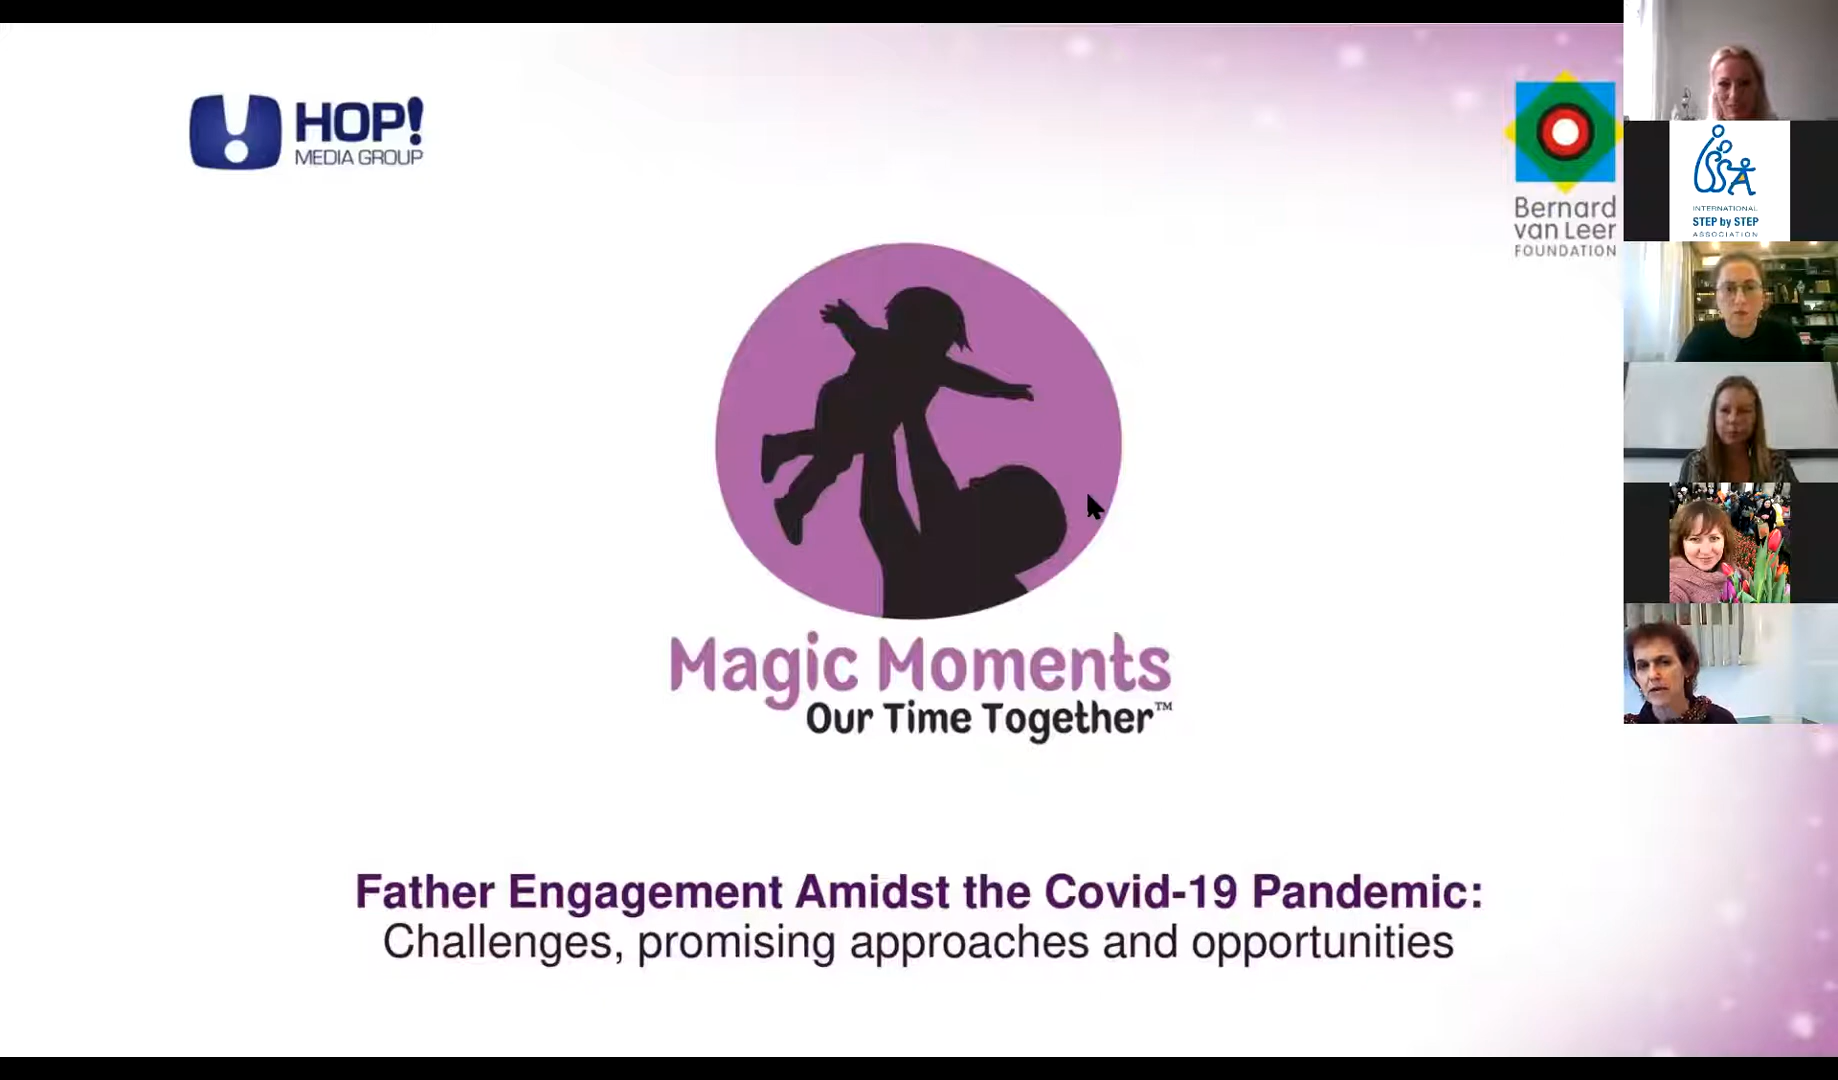 HOP!
MEDIA GROUP
Bernard
van Leer
FOUNDATION
ISSA
INTERNATIONAL
STEP by STEP
ASSOCIATION
Magic Moments
Our Time Together™
Father Engagement Amidst the Covid-19 Pandemic:
Challenges, promising approaches and opportunities